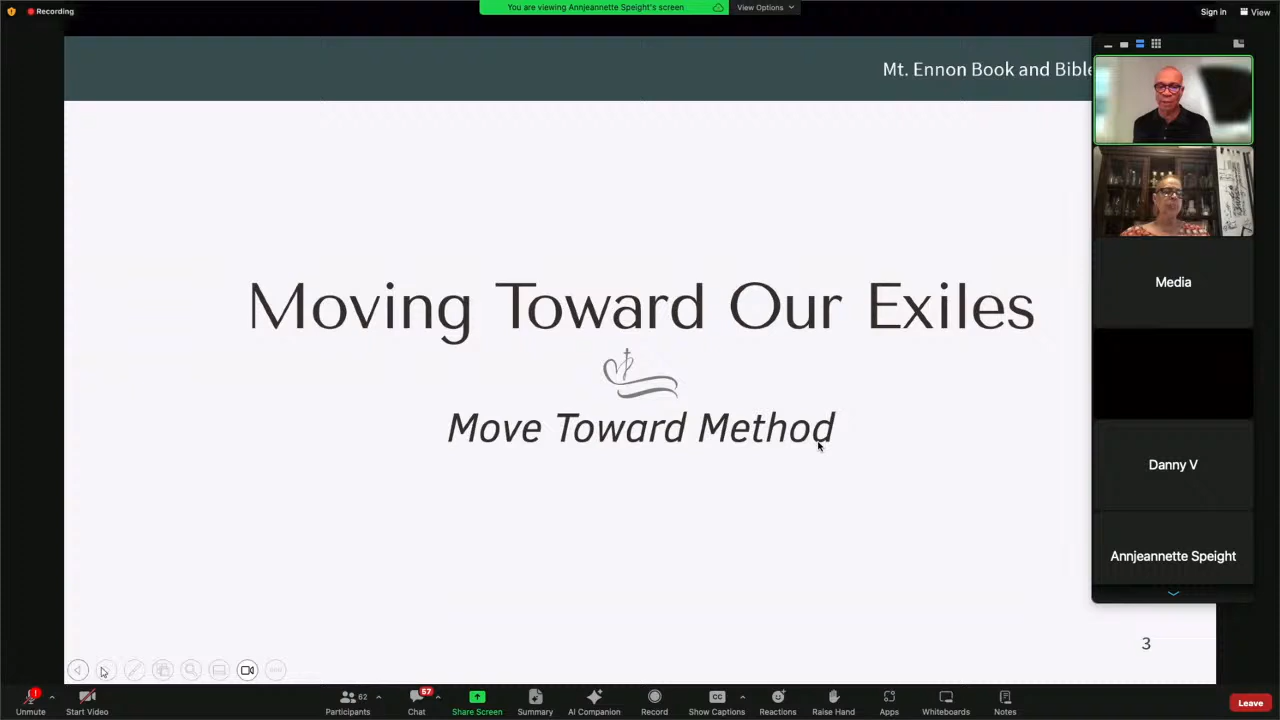 Recording
You are viewing Annjeannette Speight's screen
View Options
Sign in
View
Mt. Ennon Book and Bible
Moving Toward Our Exiles
Move Toward Method
3
Media
Danny V
Annjeannette Speight
Unmute
Start Video
62
Participants
57
Chat
Share Screen
Summary
AI Companion
Record
CC
Show Captions
Reactions
Raise Hand
Apps
Whiteboards
Notes
Leave